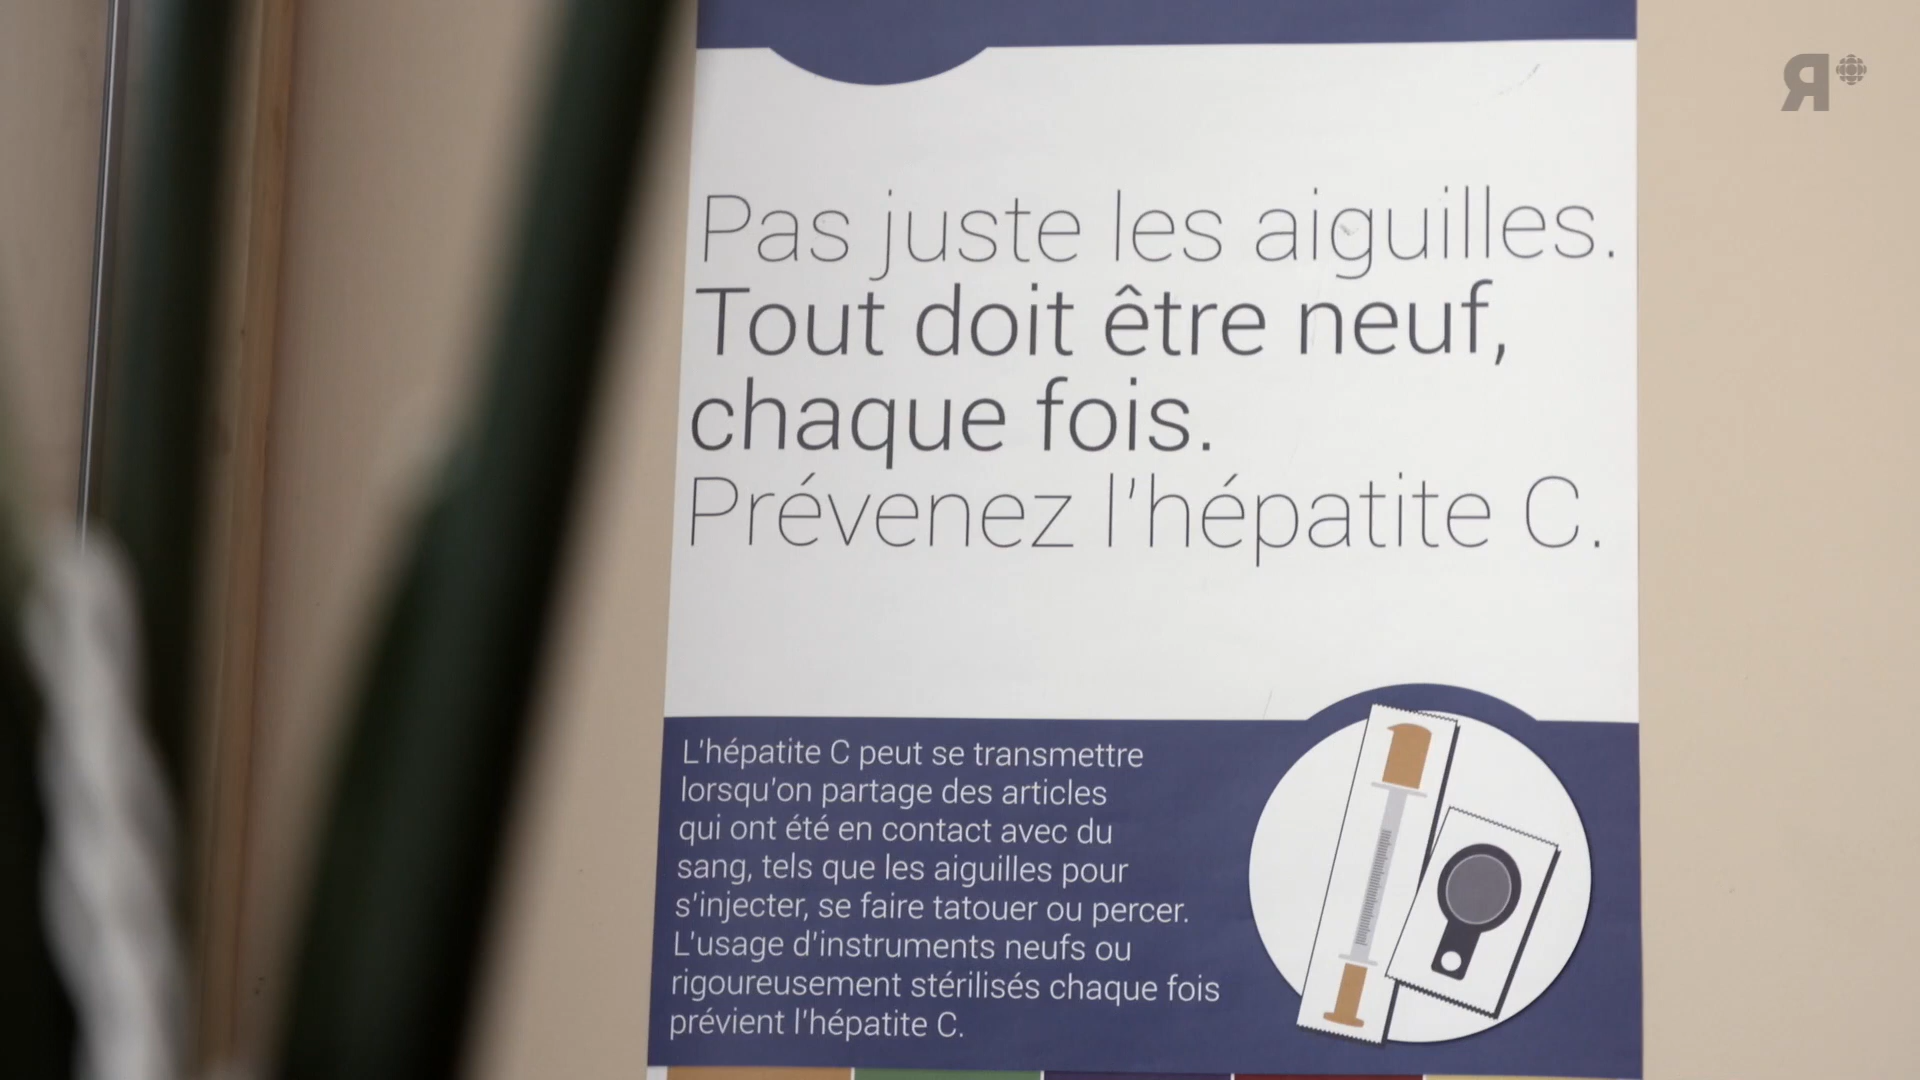 Pas juste les aiguilles.
Tout doit être neuf,
chaque fois.
Prévenez l'hépatite C.
L'hépatite C peut se transmettre
lorsqu'on partage des articles
qui ont été en contact avec du
sang, tels que les aiguilles pour
s'injecter, se faire tatouer ou percer.
L'usage d'instruments neufs ou
rigoureusement stérilisés chaque fois
prévient l'hépatite C.